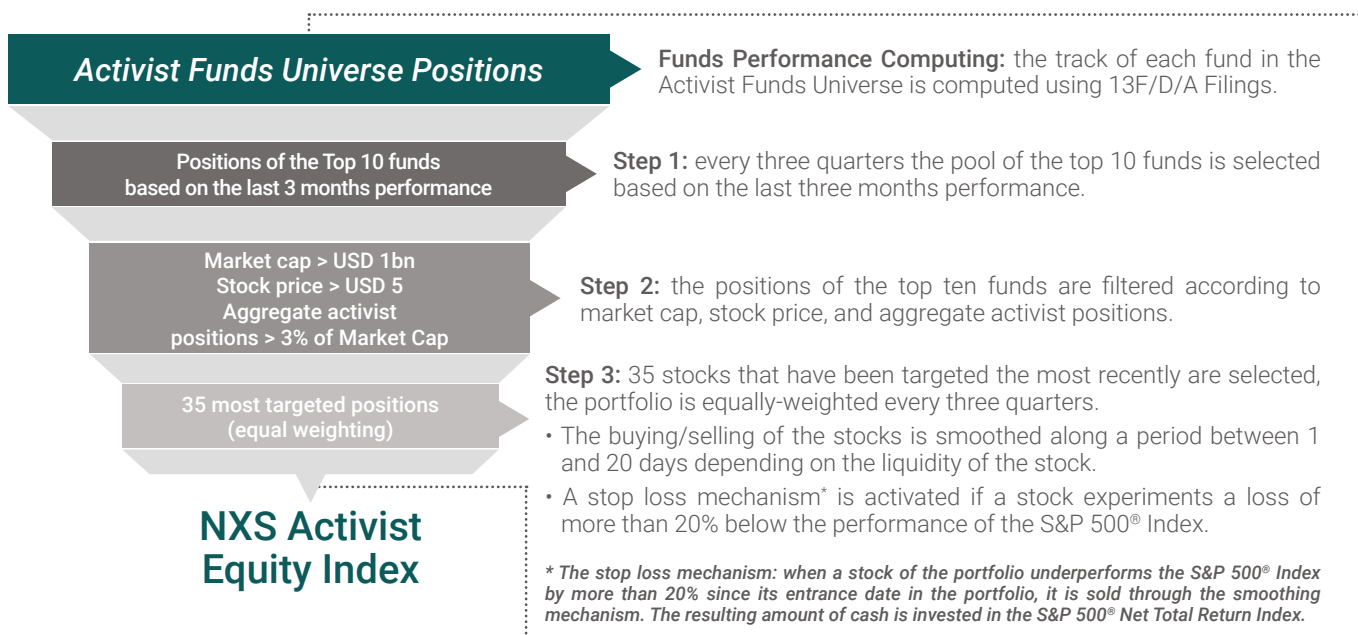 Activist Funds Universe Positions
Funds Performance Computing: the track of each fund in the
Activist Funds Universe is computed using 13F/D/A Filings.
Positions of the Top 10 funds
based on the last 3 months performance
Step 1: every three quarters the pool of the top 10 funds is selected
based on the last three months performance.
Market cap > USD 1bn
Stock price > USD 5
Aggregate activist
positions > 3% of Market Cap
Step 2: the positions of the top ten funds are filtered according to
market cap, stock price, and aggregate activist positions.
35 most targeted positions
(equal weighting)
Step 3: 35 stocks that have been targeted the most recently are selected,
the portfolio is equally-weighted every three quarters.
• The buying/selling of the stocks is smoothed along a period between 1
and 20 days depending on the liquidity of the stock.
• A stop loss mechanism* is activated if a stock experiments a loss of
more than 20% below the performance of the S&P 500® Index.
NXS Activist
Equity Index
* The stop loss mechanism: when a stock of the portfolio underperforms the S&P 500® Index
by more than 20% since its entrance date in the portfolio, it is sold through the smoothing
mechanism. The resulting amount of cash is invested in the S&P 500® Net Total Return Index.